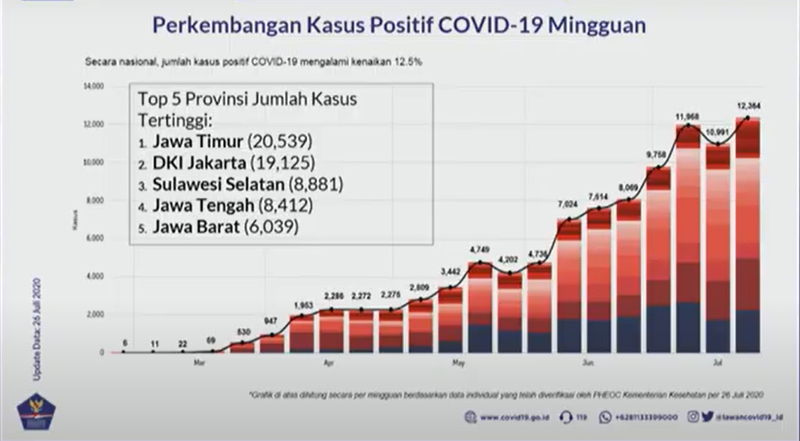 Perkembangan Kasus Positif COVID-19 Mingguan
Secara nasional, jumlah kasus positif COVID-19 mengalami kenaikan 12.5%
Top 5 Provinsi Jumlah Kasus
Tertinggi:
1. Jawa Timur (20,539)
2. DKI Jakarta (19,125)
3. Sulawesi Selatan (8,881)
4. Jawa Tengah (8,412)
5. Jawa Barat (6,039)
14,000
12,000
10,000
8,000
6,000
4,000
2,000
0
Kasus
6 11 22 69 530 947 1,953 2,286 2,272 2,275 2,809 3,442 4,749 4,202 4,736 7,024 7,614 8,069 9,758 11,968 10,991 12,364
Mar Apr May Jun Jul
Update Data: 26 Juli 2020
*Grafik di atas dihitung secara per mingguan berdasarkan data individual yang telah diverifikasi oleh PHEOC Kementerian Kesehatan per 26 Juli 2020
www.covid19.go.id 119 +6281133399000 @lawancovid19_id